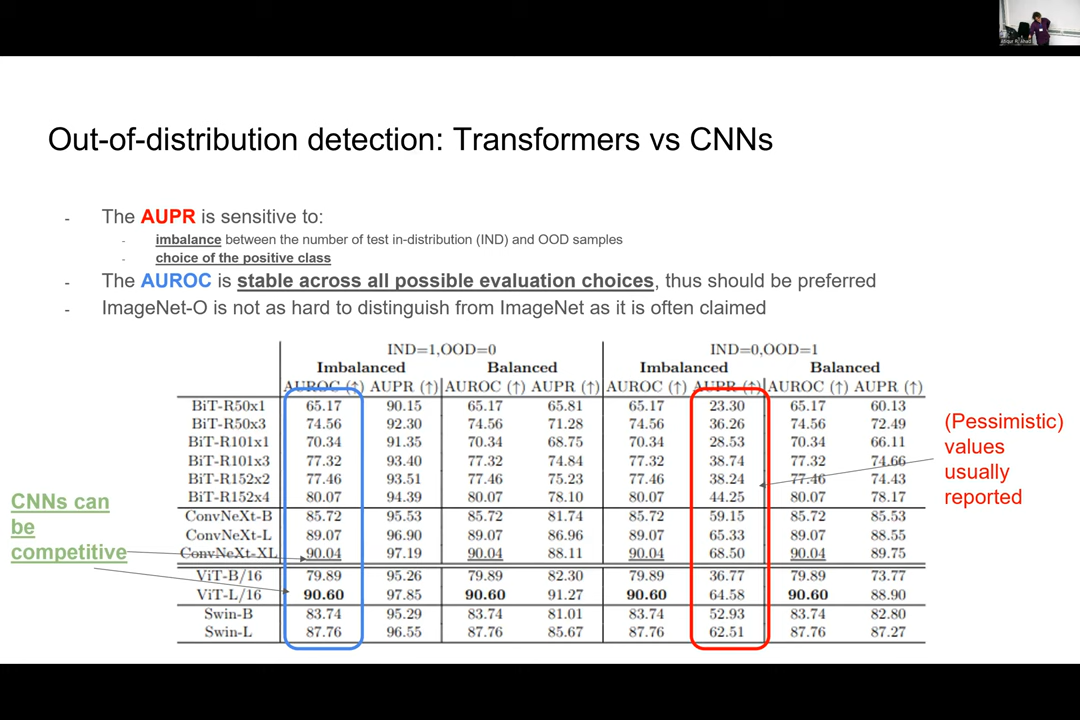 Out-of-distribution detection: Transformers vs CNNs
- The AUPR is sensitive to:
- imbalance between the number of test in-distribution (IND) and OOD samples
- choice of the positive class
- The AUROC is stable across all possible evaluation choices, thus should be preferred
- ImageNet-O is not as hard to distinguish from ImageNet as it is often claimed
IND=1,OOD=0 IND=0,OOD=1
Imbalanced Balanced Imbalanced Balanced
AUROC (↑) AUPR (↑) AUROC (↑) AUPR (↑) AUROC (↑) AUPR (↑) AUROC (↑) AUPR (↑)
BiT-R50x1 65.17 90.15 65.17 65.81 65.17 23.30 65.17 60.13
BiT-R50x3 74.56 92.30 74.56 71.28 74.56 36.26 74.56 72.49
BiT-R101x1 70.34 91.35 70.34 68.75 70.34 28.53 70.34 66.11
BiT-R101x3 77.32 93.40 77.32 74.84 77.32 38.74 77.32 74.66
BiT-R152x2 77.46 93.51 77.46 75.23 77.46 38.24 77.46 74.43
BiT-R152x4 80.07 94.39 80.07 78.10 80.07 44.25 80.07 78.17
ConvNeXt-B 85.72 95.53 85.72 81.74 85.72 59.15 85.72 85.53
ConvNeXt-L 89.07 96.90 89.07 86.96 89.07 65.33 89.07 88.55
ConvNeXt-XL 90.04 97.19 90.04 88.11 90.04 68.50 90.04 89.75
ViT-B/16 79.89 95.26 79.89 82.30 79.89 36.77 79.89 73.77
ViT-L/16 90.60 97.85 90.60 91.27 90.60 64.58 90.60 88.90
Swin-B 83.74 95.29 83.74 81.01 83.74 52.93 83.74 82.80
Swin-L 87.76 96.55 87.76 85.67 87.76 62.51 87.76 87.27
CNNs can
be
competitive
(Pessimistic)
values
usually
reported